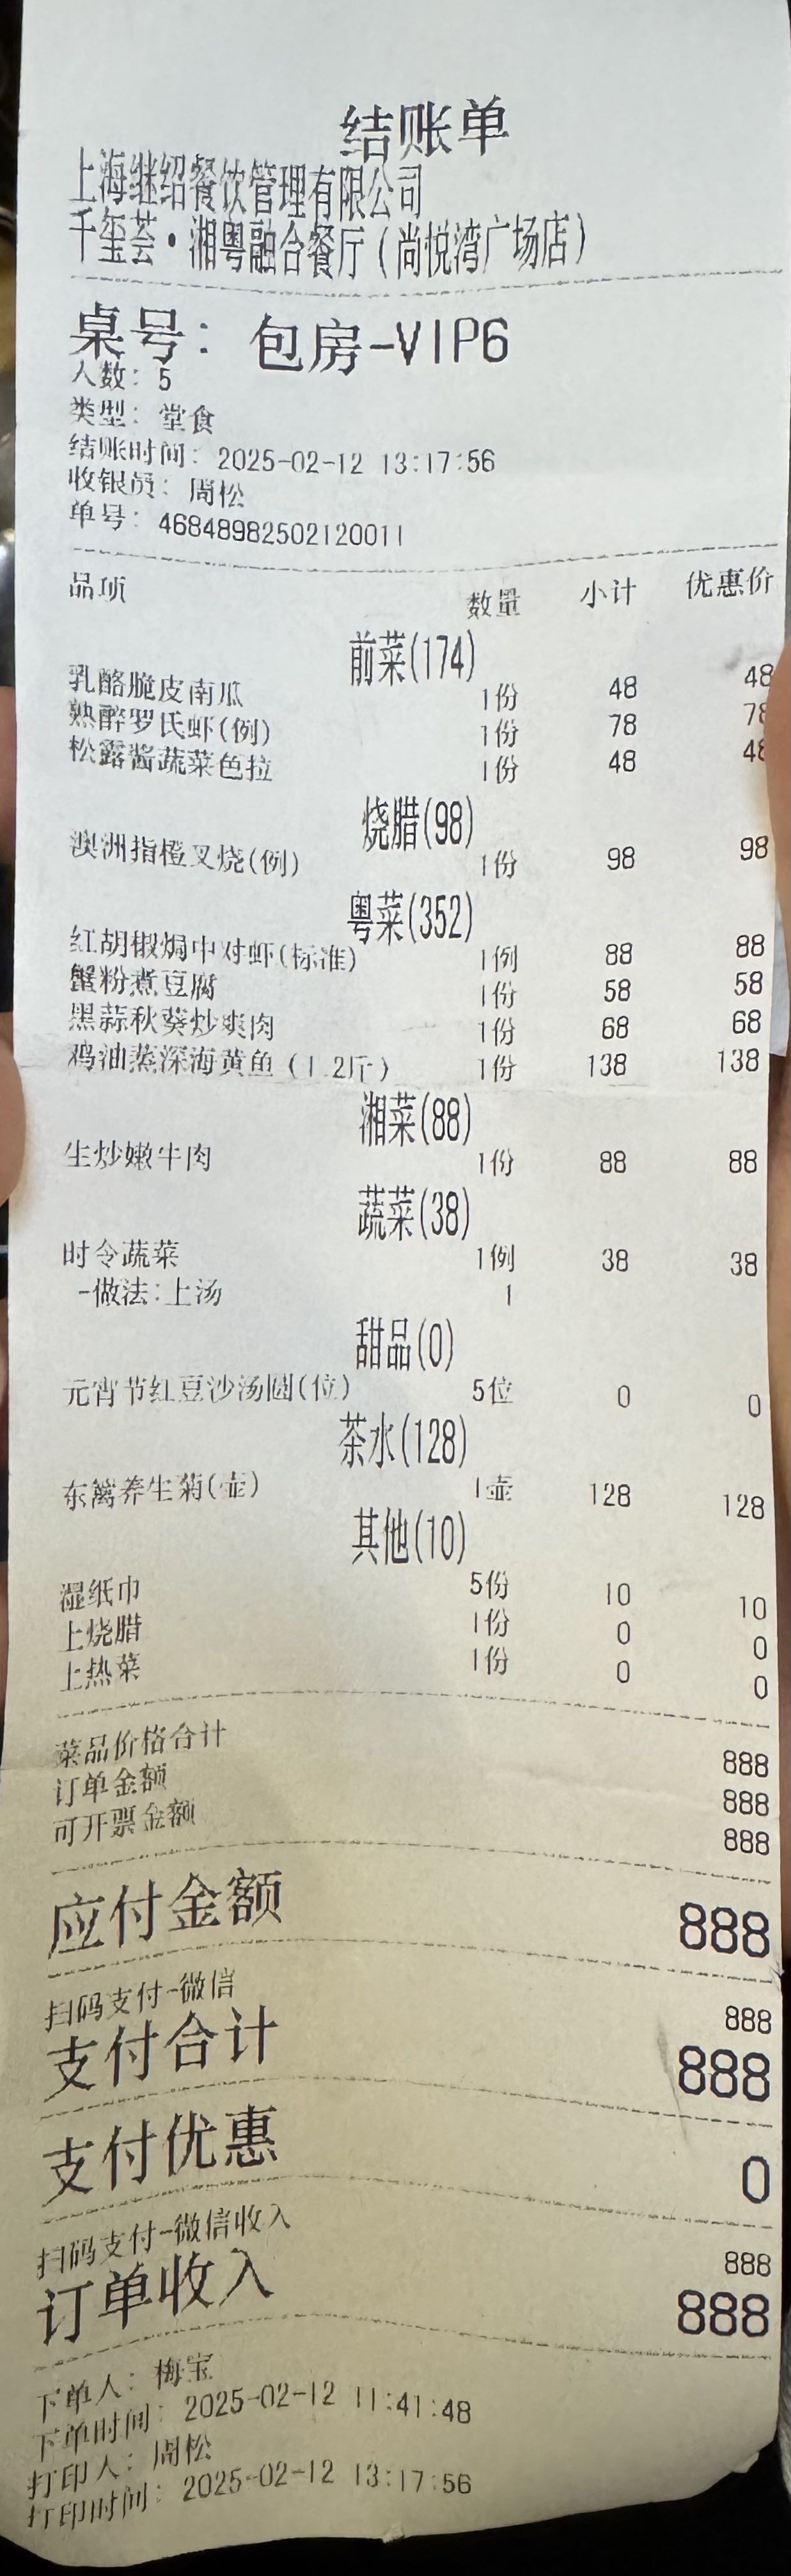 结账单
上海继绍餐饮管理有限公司
千玺荟·湘粤融合餐厅(尚悦湾广场店)
桌号: 包房-VIP6
人数: 5
类型: 堂食
结账时间: 2025-02-12 13:17:56
收银员: 周松
单号: 46848982502120011
品项 数量 小计 优惠价
前菜(174)
乳酪脆皮南瓜 1份 48 48
熟醉罗氏虾(例) 1份 78 78
松露酱蔬菜色拉 1份 48 48
烧腊(98)
澳洲指橙叉烧(例) 1份 98 98
粤菜(352)
红胡椒焗中对虾(标准) 1例 88 88
蟹粉煮豆腐 1份 58 58
黑蒜秋葵炒爽肉 1份 68 68
鸡油蒸深海黄鱼(1.2斤) 1份 138 138
湘菜(88)
生炒嫩牛肉 1份 88 88
蔬菜(38)
时令蔬菜 1例 38 38
-做法:上汤 1
甜品(0)
元宵节红豆沙汤圆(位) 5位 0 0
茶水(128)
东篱养生菊(壶) 1壶 128 128
其他(10)
湿纸巾 5份 10 10
上烧腊 1份 0 0
上热菜 1份 0 0
菜品价格合计 888
订单金额 888
可开票金额 888
应付金额 888
扫码支付-微信 888
支付合计 888
支付优惠 0
扫码支付-微信收入 888
订单收入 888
下单人: 梅宝
下单时间: 2025-02-12 11:41:48
打印人: 周松
打印时间: 2025-02-12 13:17:56